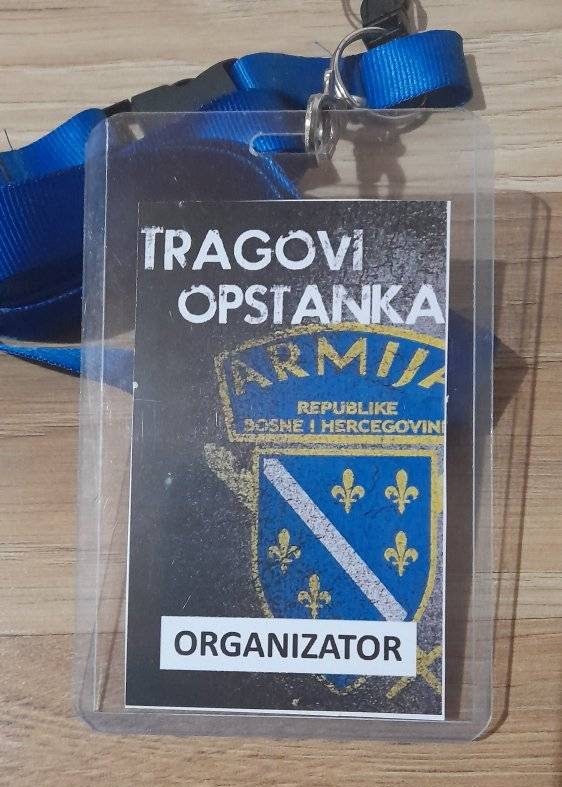 TRAGOVI
OPSTANKA
ARMIJA
REPUBLIKE
BOSNE I HERCEGOVINE
ORGANIZATOR